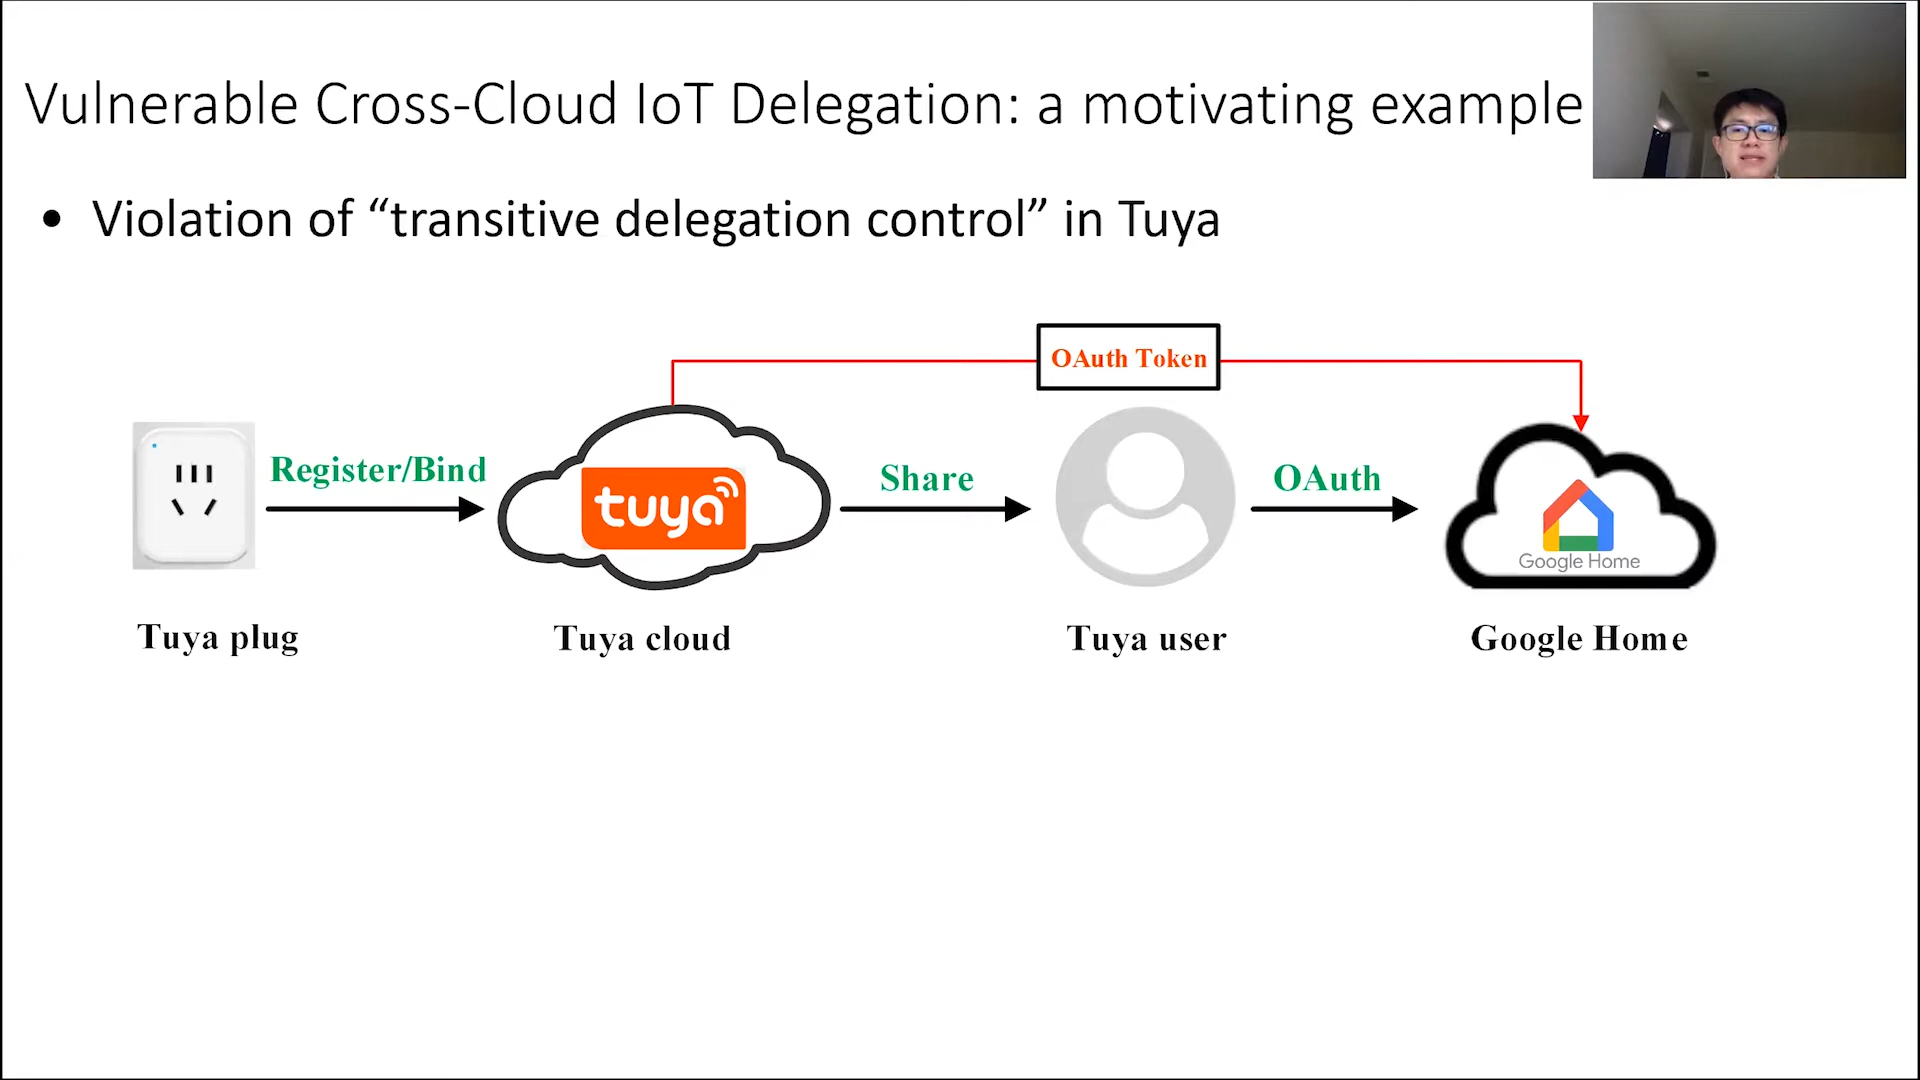 Vulnerable Cross-Cloud IoT Delegation: a motivating example
• Violation of “transitive delegation control” in Tuya
OAuth Token
Register/Bind
Share
OAuth
tuya
Google Home
Tuya plug
Tuya cloud
Tuya user
Google Home